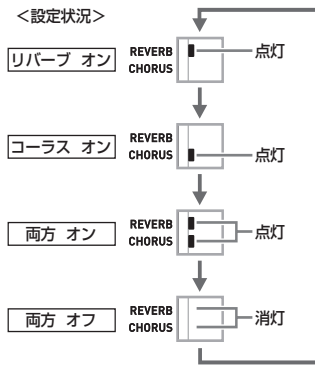 ＜設定状況＞
リバーブ オン
REVERB
CHORUS
点灯
コーラス オン
REVERB
CHORUS
点灯
両方 オン
REVERB
CHORUS
点灯
両方 オフ
REVERB
CHORUS
消灯